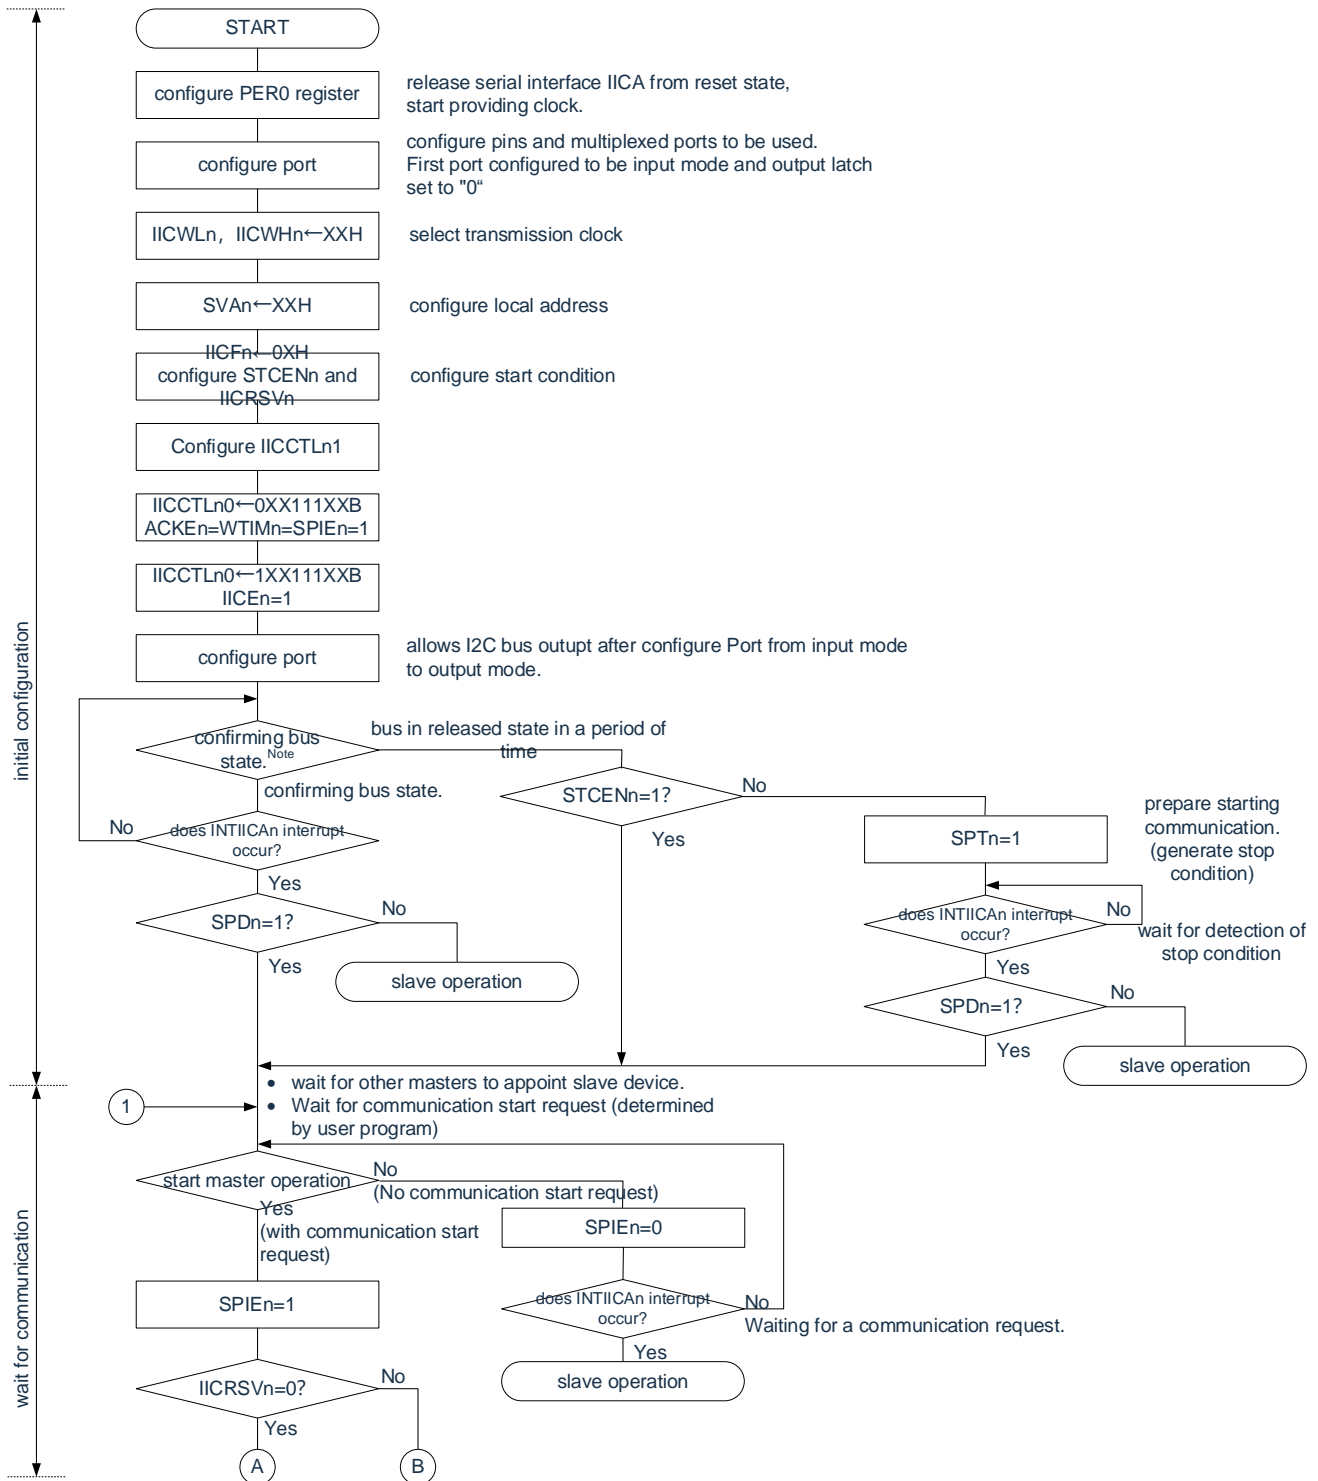 START
configure PER0 register
release serial interface IICA from reset state,
start providing clock.
configure port
configure pins and multiplexed ports to be used.
First port configured to be input mode and output latch
set to "0“
IICWLn, IICWHn←XXH
select transmission clock
SVAn←XXH
configure local address
IICFn←0XH
configure STCENn and
IICRSVn
configure start condition
Configure IICCTLn1
IICCTLn0←0XX111XXB
ACKEn=WTIMn=SPIEn=1
IICCTLn0←1XX111XXB
IICEn=1
configure port
allows I2C bus outupt after configure Port from input mode
to output mode.
initial configuration
confirming bus
state.Note
bus in released state in a period of
time
confirming bus state.
STCENn=1?
No
Yes
SPTn=1
prepare starting
communication.
(generate stop
condition)
No
does INTIICAn interrupt
occur?
Yes
does INTIICAn interrupt
occur?
No
wait for detection of
stop condition
Yes
SPDn=1?
No
Yes
slave operation
SPDn=1?
No
Yes
slave operation
• wait for other masters to appoint slave device.
• Wait for communication start request (determined
by user program)
1
start master operation
No
(No communication start request)
Yes
(with communication start
request)
SPIEn=0
does INTIICAn interrupt
occur?
No
Waiting for a communication request.
Yes
slave operation
SPIEn=1
wait for communication
IICRSVn=0?
No
Yes
A
B